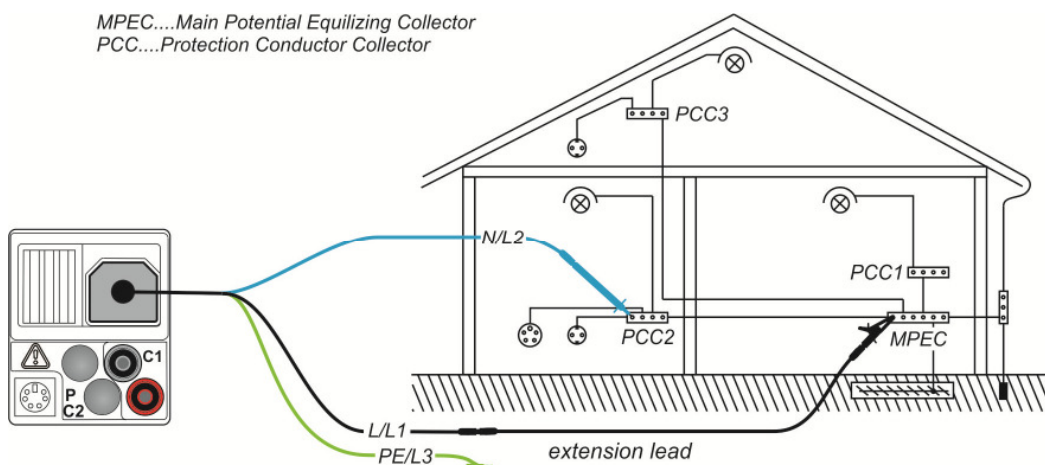 MPEC....Main Potential Equilizing Collector
PCC....Protection Conductor Collector
PCC3
N/L2
PCC1
PCC2
MPEC
C1
P
C2
L/L1
extension lead
PE/L3